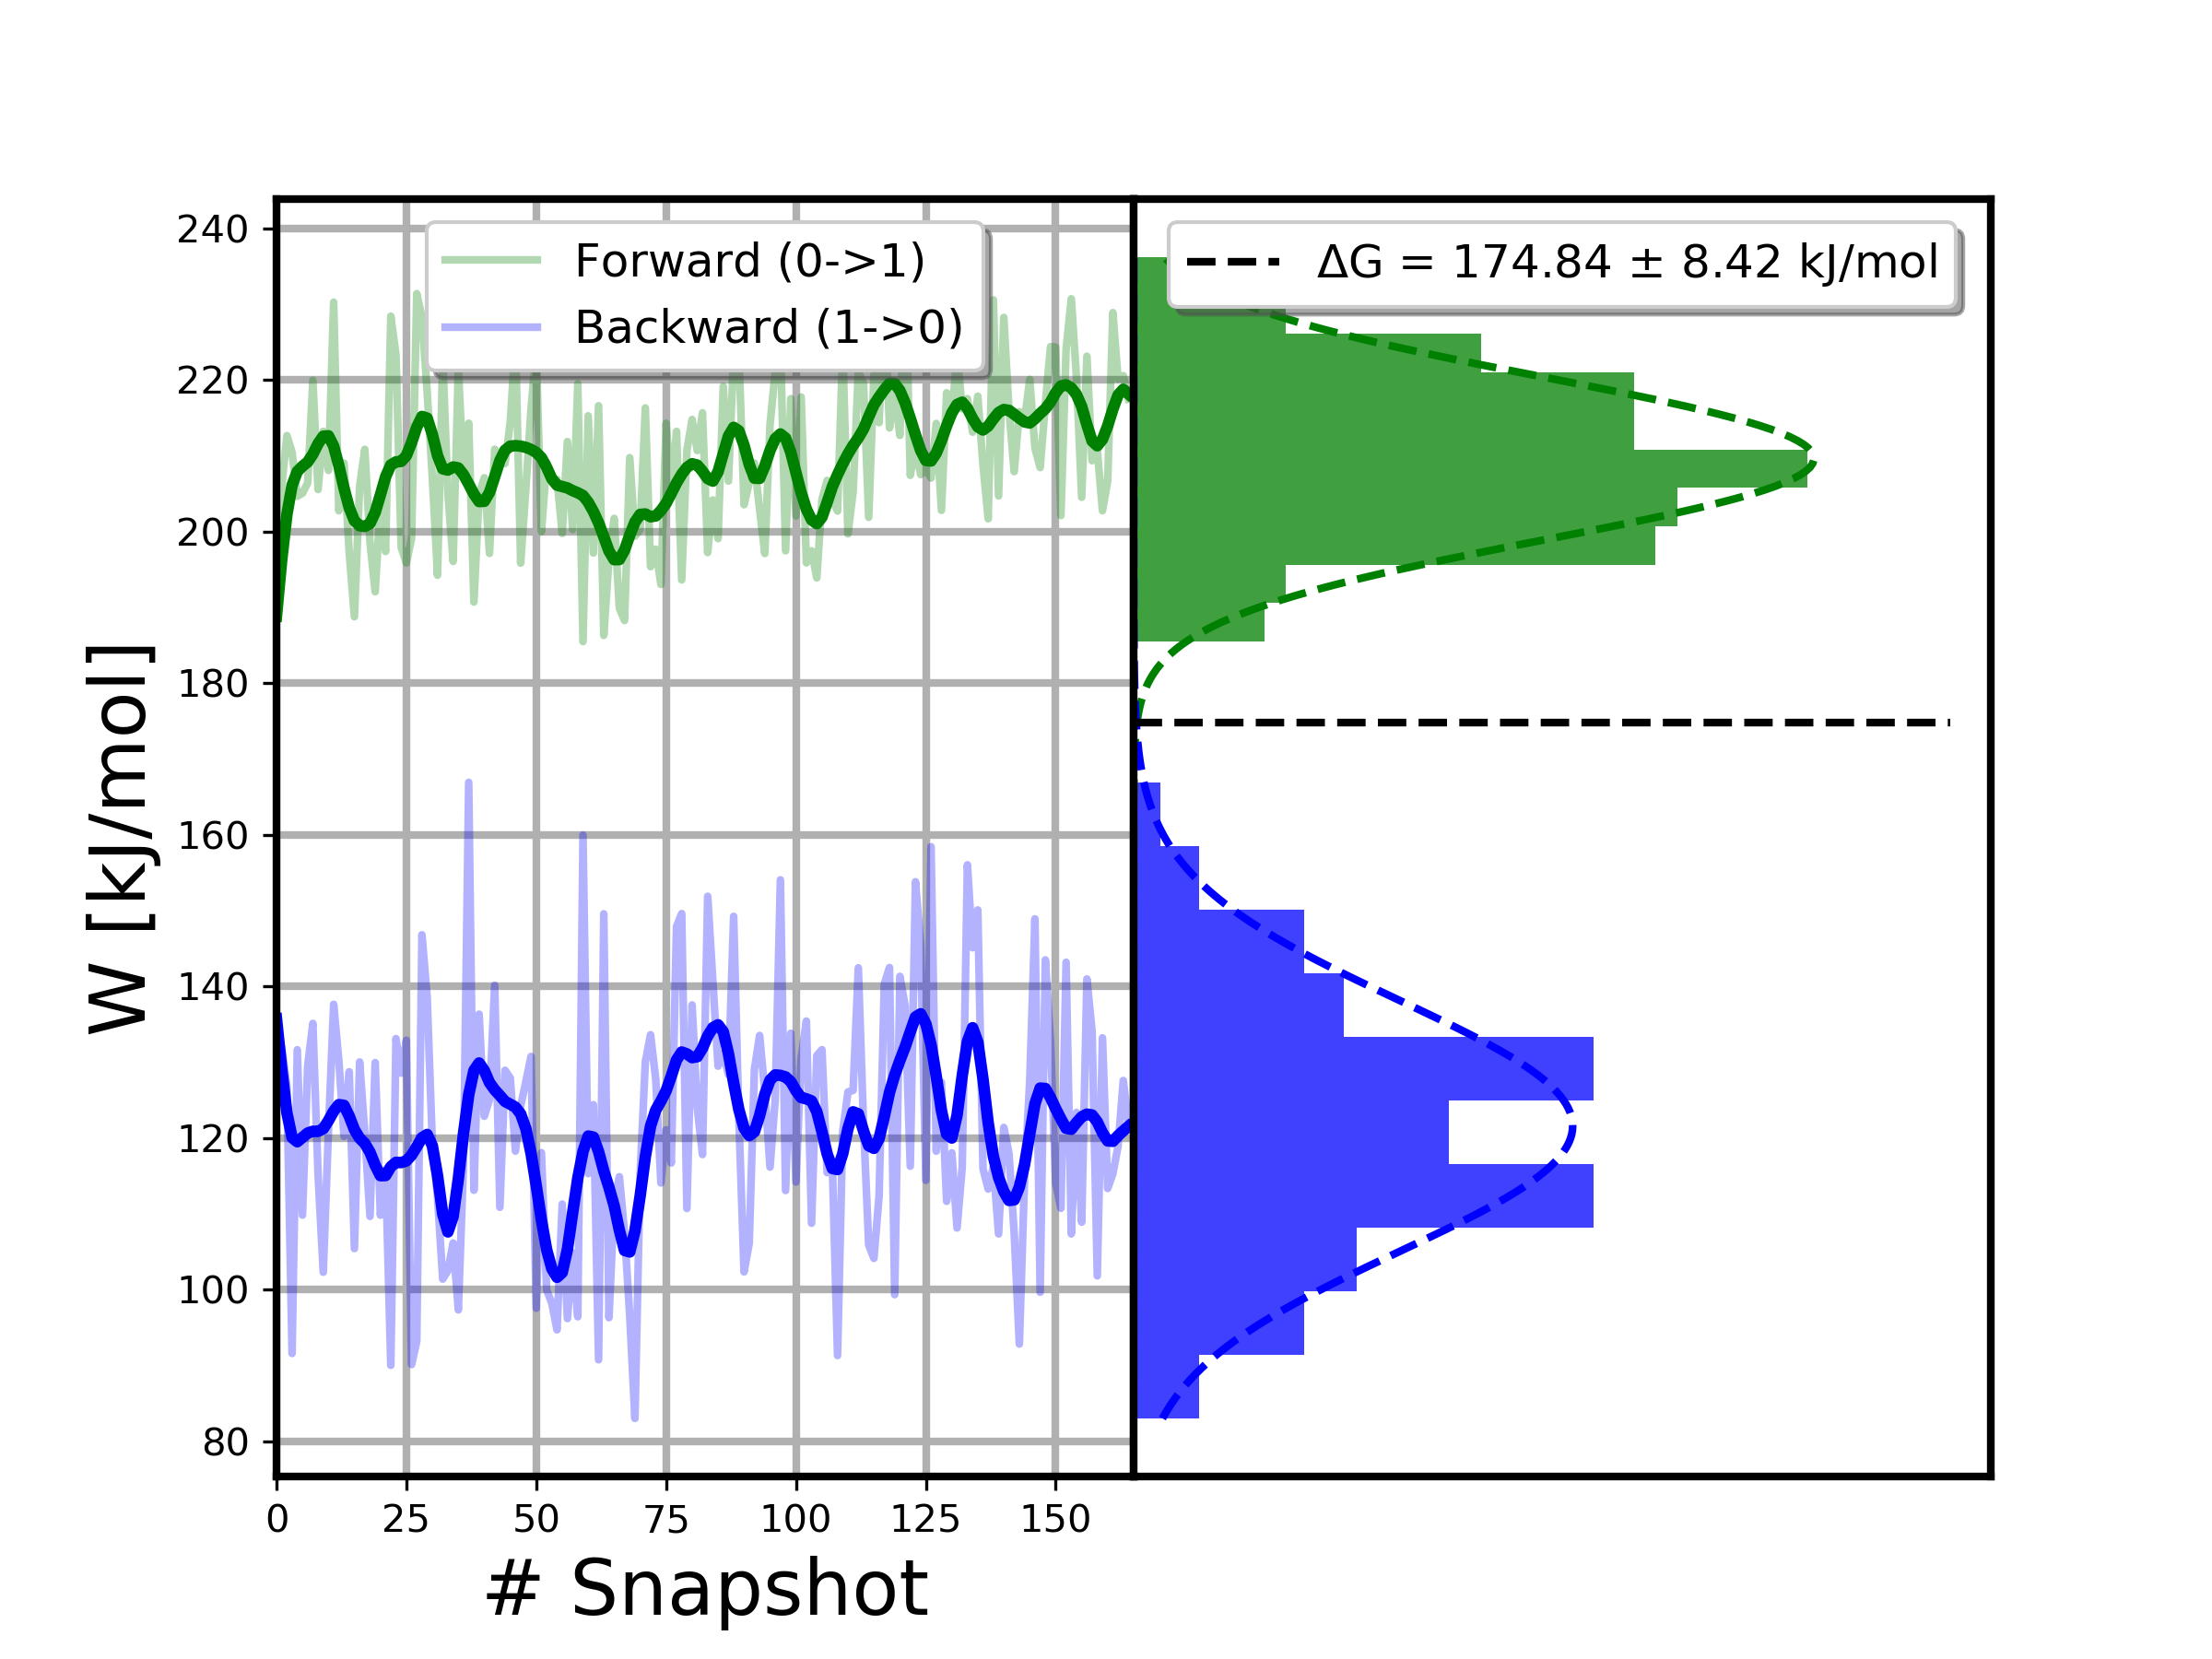 240
220
200
180
160
140
120
100
80
W [kJ/mol]
Forward (0->1)
Backward (1->0)
ΔG = 174.84 ± 8.42 kJ/mol
0 25 50 75 100 125 150
# Snapshot